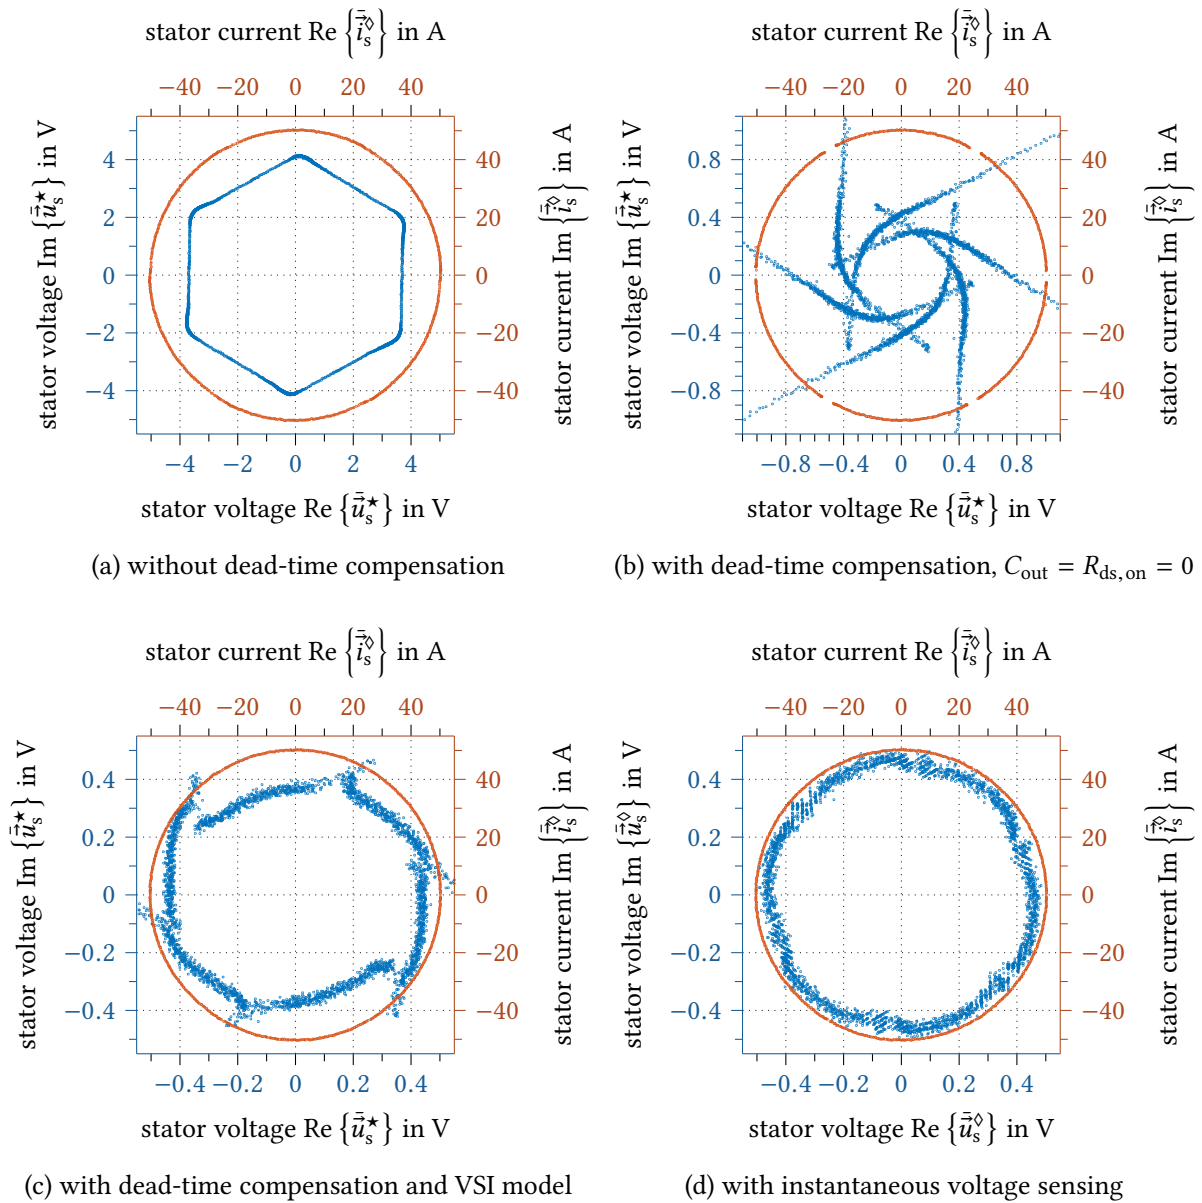 stator current Re {i⃗̄ₛ^◊} in A
stator current Re {i⃗̄ₛ^◊} in A
−40 −20 0 20 40
−40 −20 0 20 40
stator voltage Im {u⃗̄ₛ^★} in V
4
2
0
−2
−4
40
20
0
−20
−40
stator current Im {i⃗̄ₛ^◊} in A
stator voltage Im {u⃗̄ₛ^★} in V
0.8
0.4
0
−0.4
−0.8
40
20
0
−20
−40
stator current Im {i⃗̄ₛ^◊} in A
−4 −2 0 2 4
−0.8 −0.4 0 0.4 0.8
stator voltage Re {u⃗̄ₛ^★} in V
stator voltage Re {u⃗̄ₛ^★} in V
(a) without dead-time compensation
(b) with dead-time compensation, C_out = R_ds,on = 0
stator current Re {i⃗̄ₛ^◊} in A
stator current Re {i⃗̄ₛ^◊} in A
−40 −20 0 20 40
−40 −20 0 20 40
stator voltage Im {u⃗̄ₛ^★} in V
0.4
0.2
0
−0.2
−0.4
40
20
0
−20
−40
stator current Im {i⃗̄ₛ^◊} in A
stator voltage Im {u⃗̄ₛ^◊} in V
0.4
0.2
0
−0.2
−0.4
40
20
0
−20
−40
stator current Im {i⃗̄ₛ^◊} in A
−0.4 −0.2 0 0.2 0.4
−0.4 −0.2 0 0.2 0.4
stator voltage Re {u⃗̄ₛ^★} in V
stator voltage Re {u⃗̄ₛ^◊} in V
(c) with dead-time compensation and VSI model
(d) with instantaneous voltage sensing